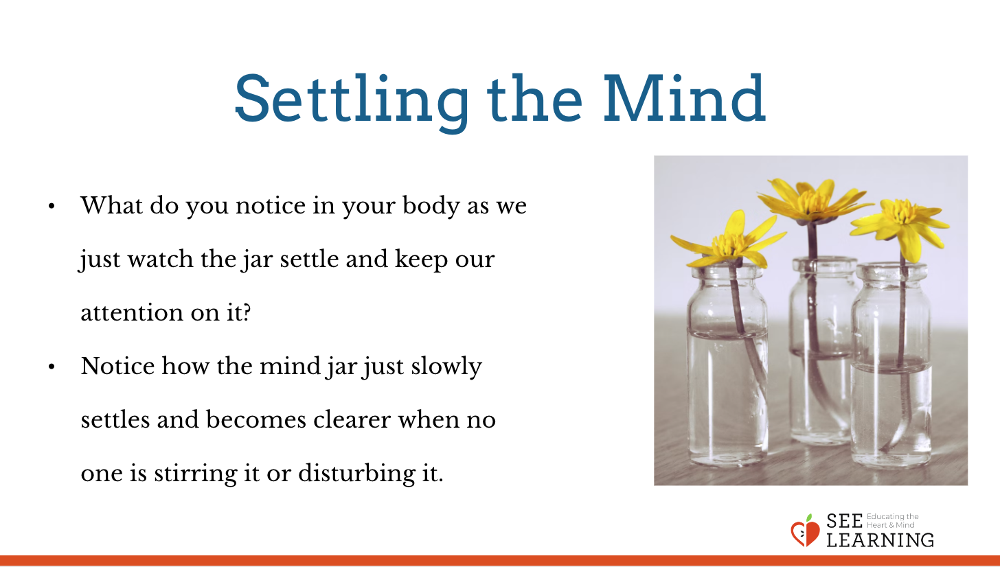 Settling the Mind
• What do you notice in your body as we
just watch the jar settle and keep our
attention on it?
• Notice how the mind jar just slowly
settles and becomes clearer when no
one is stirring it or disturbing it.
SEE Educating the
Heart & Mind
LEARNING